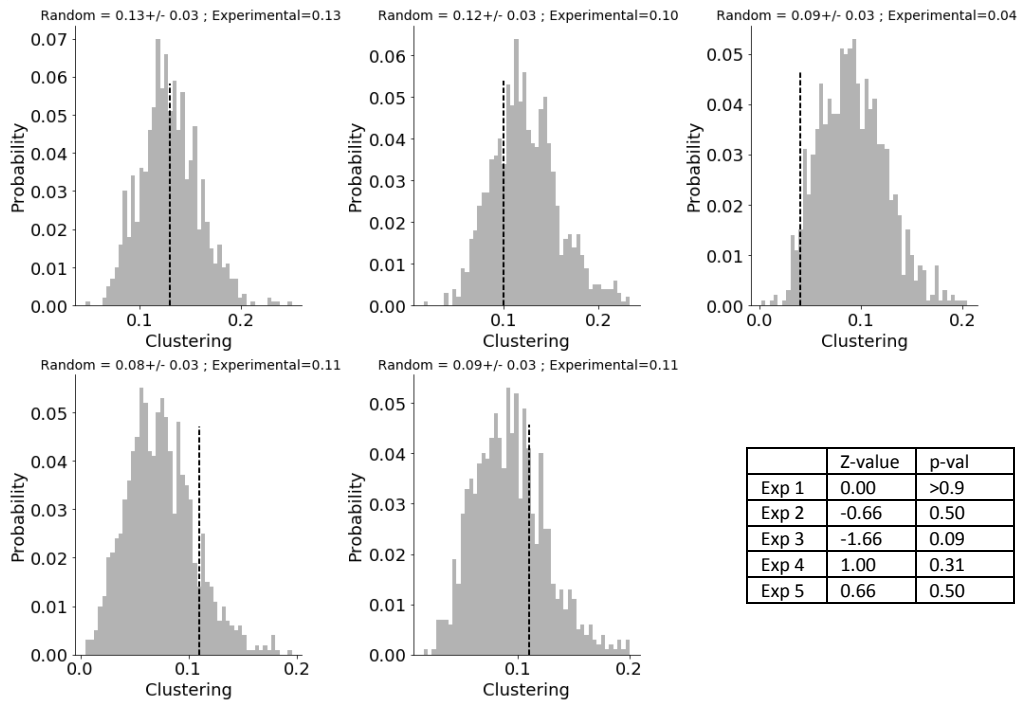 Random = 0.13+/- 0.03 ; Experimental=0.13
0.07
0.06
0.05
0.04
0.03
0.02
0.01
0.00
Probability
0.1
0.2
Clustering
Random = 0.12+/- 0.03 ; Experimental=0.10
0.06
0.05
0.04
0.03
0.02
0.01
0.00
Probability
0.1
0.2
Clustering
Random = 0.09+/- 0.03 ; Experimental=0.04
0.05
0.04
0.03
0.02
0.01
0.00
Probability
0.0
0.1
0.2
Clustering
Random = 0.08+/- 0.03 ; Experimental=0.11
0.05
0.04
0.03
0.02
0.01
0.00
Probability
0.0
0.1
0.2
Clustering
Random = 0.09+/- 0.03 ; Experimental=0.11
0.05
0.04
0.03
0.02
0.01
0.00
Probability
0.1
0.2
Clustering
Z-value p-val
Exp 1 0.00 >0.9
Exp 2 -0.66 0.50
Exp 3 -1.66 0.09
Exp 4 1.00 0.31
Exp 5 0.66 0.50